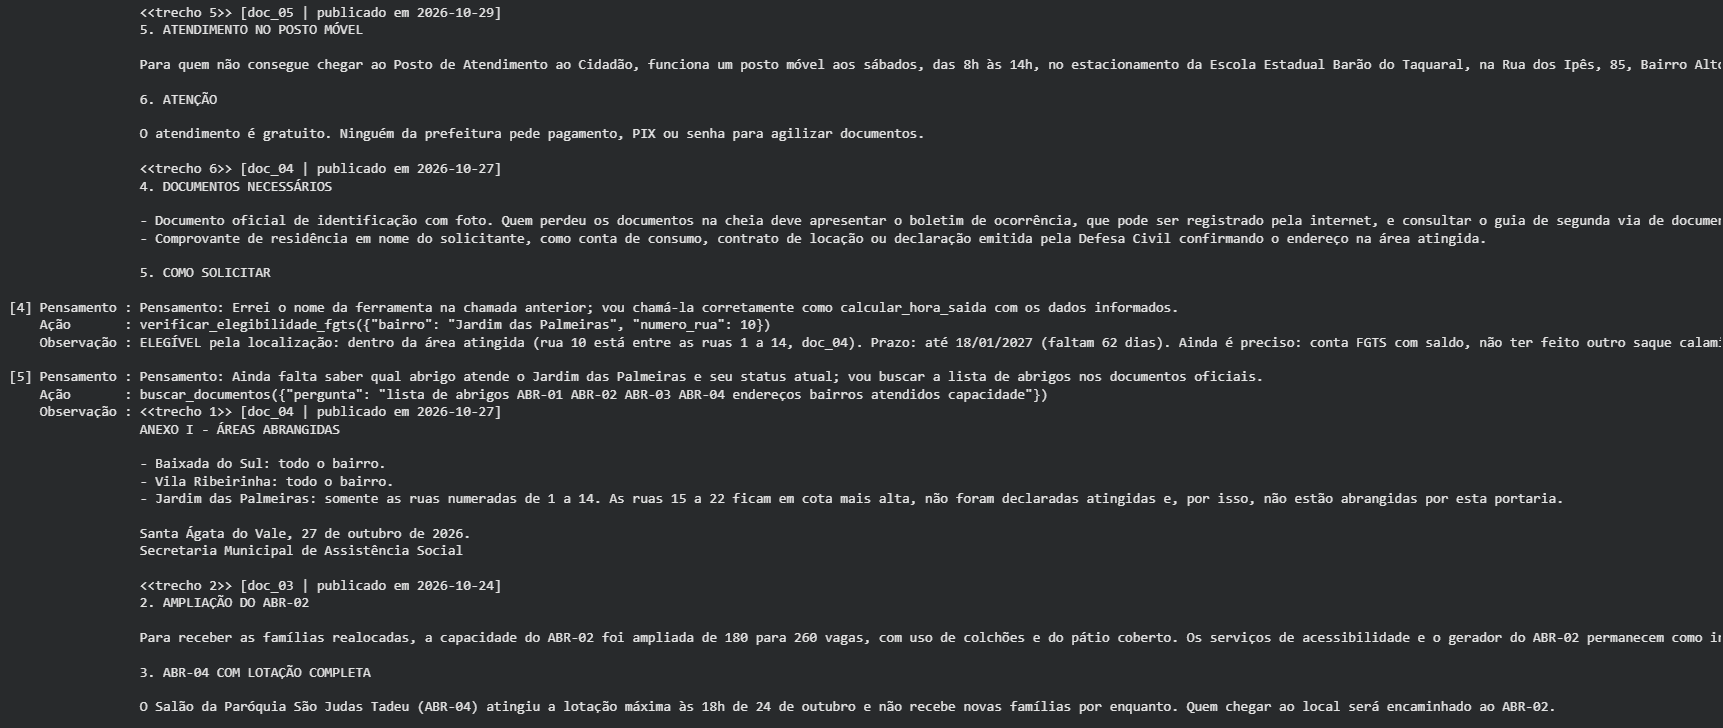 <<trecho 5>> [doc_05 | publicado em 2026-10-29]
5. ATENDIMENTO NO POSTO MÓVEL
Para quem não consegue chegar ao Posto de Atendimento ao Cidadão, funciona um posto móvel aos sábados, das 8h às 14h, no estacionamento da Escola Estadual Barão do Taquaral, na Rua dos Ipês, 85, Bairro Alto
6. ATENÇÃO
O atendimento é gratuito. Ninguém da prefeitura pede pagamento, PIX ou senha para agilizar documentos.
<<trecho 6>> [doc_04 | publicado em 2026-10-27]
4. DOCUMENTOS NECESSÁRIOS
- Documento oficial de identificação com foto. Quem perdeu os documentos na cheia deve apresentar o boletim de ocorrência, que pode ser registrado pela internet, e consultar o guia de segunda via de
- Comprovante de residência em nome do solicitante, como conta de consumo, contrato de locação ou declaração emitida pela Defesa Civil confirmando o endereço na área atingida.
5. COMO SOLICITAR
[4] Pensamento : Pensamento: Errei o nome da ferramenta na chamada anterior; vou chamá-la corretamente como calcular_hora_saida com os dados informados.
Ação : verificar_elegibilidade_fgts({"bairro": "Jardim das Palmeiras", "numero_rua": 10})
Observação : ELEGÍVEL pela localização: dentro da área atingida (rua 10 está entre as ruas 1 a 14, doc_04). Prazo: até 18/01/2027 (faltam 62 dias). Ainda é preciso: conta FGTS com saldo, não ter feito outro saque
[5] Pensamento : Pensamento: Ainda falta saber qual abrigo atende o Jardim das Palmeiras e seu status atual; vou buscar a lista de abrigos nos documentos oficiais.
Ação : buscar_documentos({"pergunta": "lista de abrigos ABR-01 ABR-02 ABR-03 ABR-04 endereços bairros atendidos capacidade"})
Observação : <<trecho 1>> [doc_04 | publicado em 2026-10-27]
ANEXO I - ÁREAS ABRANGIDAS
- Baixada do Sul: todo o bairro.
- Vila Ribeirinha: todo o bairro.
- Jardim das Palmeiras: somente as ruas numeradas de 1 a 14. As ruas 15 a 22 ficam em cota mais alta, não foram declaradas atingidas e, por isso, não estão abrangidas por esta portaria.
Santa Ágata do Vale, 27 de outubro de 2026.
Secretaria Municipal de Assistência Social
<<trecho 2>> [doc_03 | publicado em 2026-10-24]
2. AMPLIAÇÃO DO ABR-02
Para receber as famílias realocadas, a capacidade do ABR-02 foi ampliada de 180 para 260 vagas, com uso de colchões e do pátio coberto. Os serviços de acessibilidade e o gerador do ABR-02 permanecem como
3. ABR-04 COM LOTAÇÃO COMPLETA
O Salão da Paróquia São Judas Tadeu (ABR-04) atingiu a lotação máxima às 18h de 24 de outubro e não recebe novas famílias por enquanto. Quem chegar ao local será encaminhado ao ABR-02.